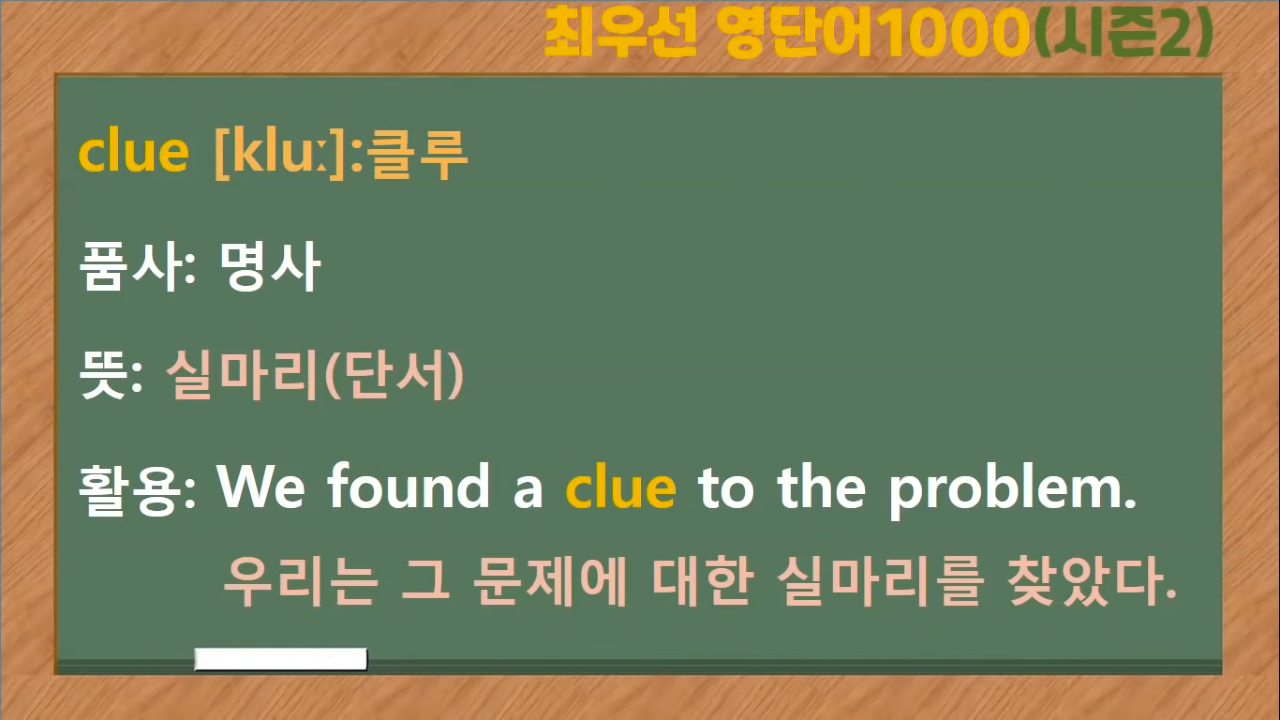 최우선 영단어1000(시즌2)
clue [kluː]:클루
품사: 명사
뜻: 실마리(단서)
활용: We found a clue to the problem.
우리는 그 문제에 대한 실마리를 찾았다.